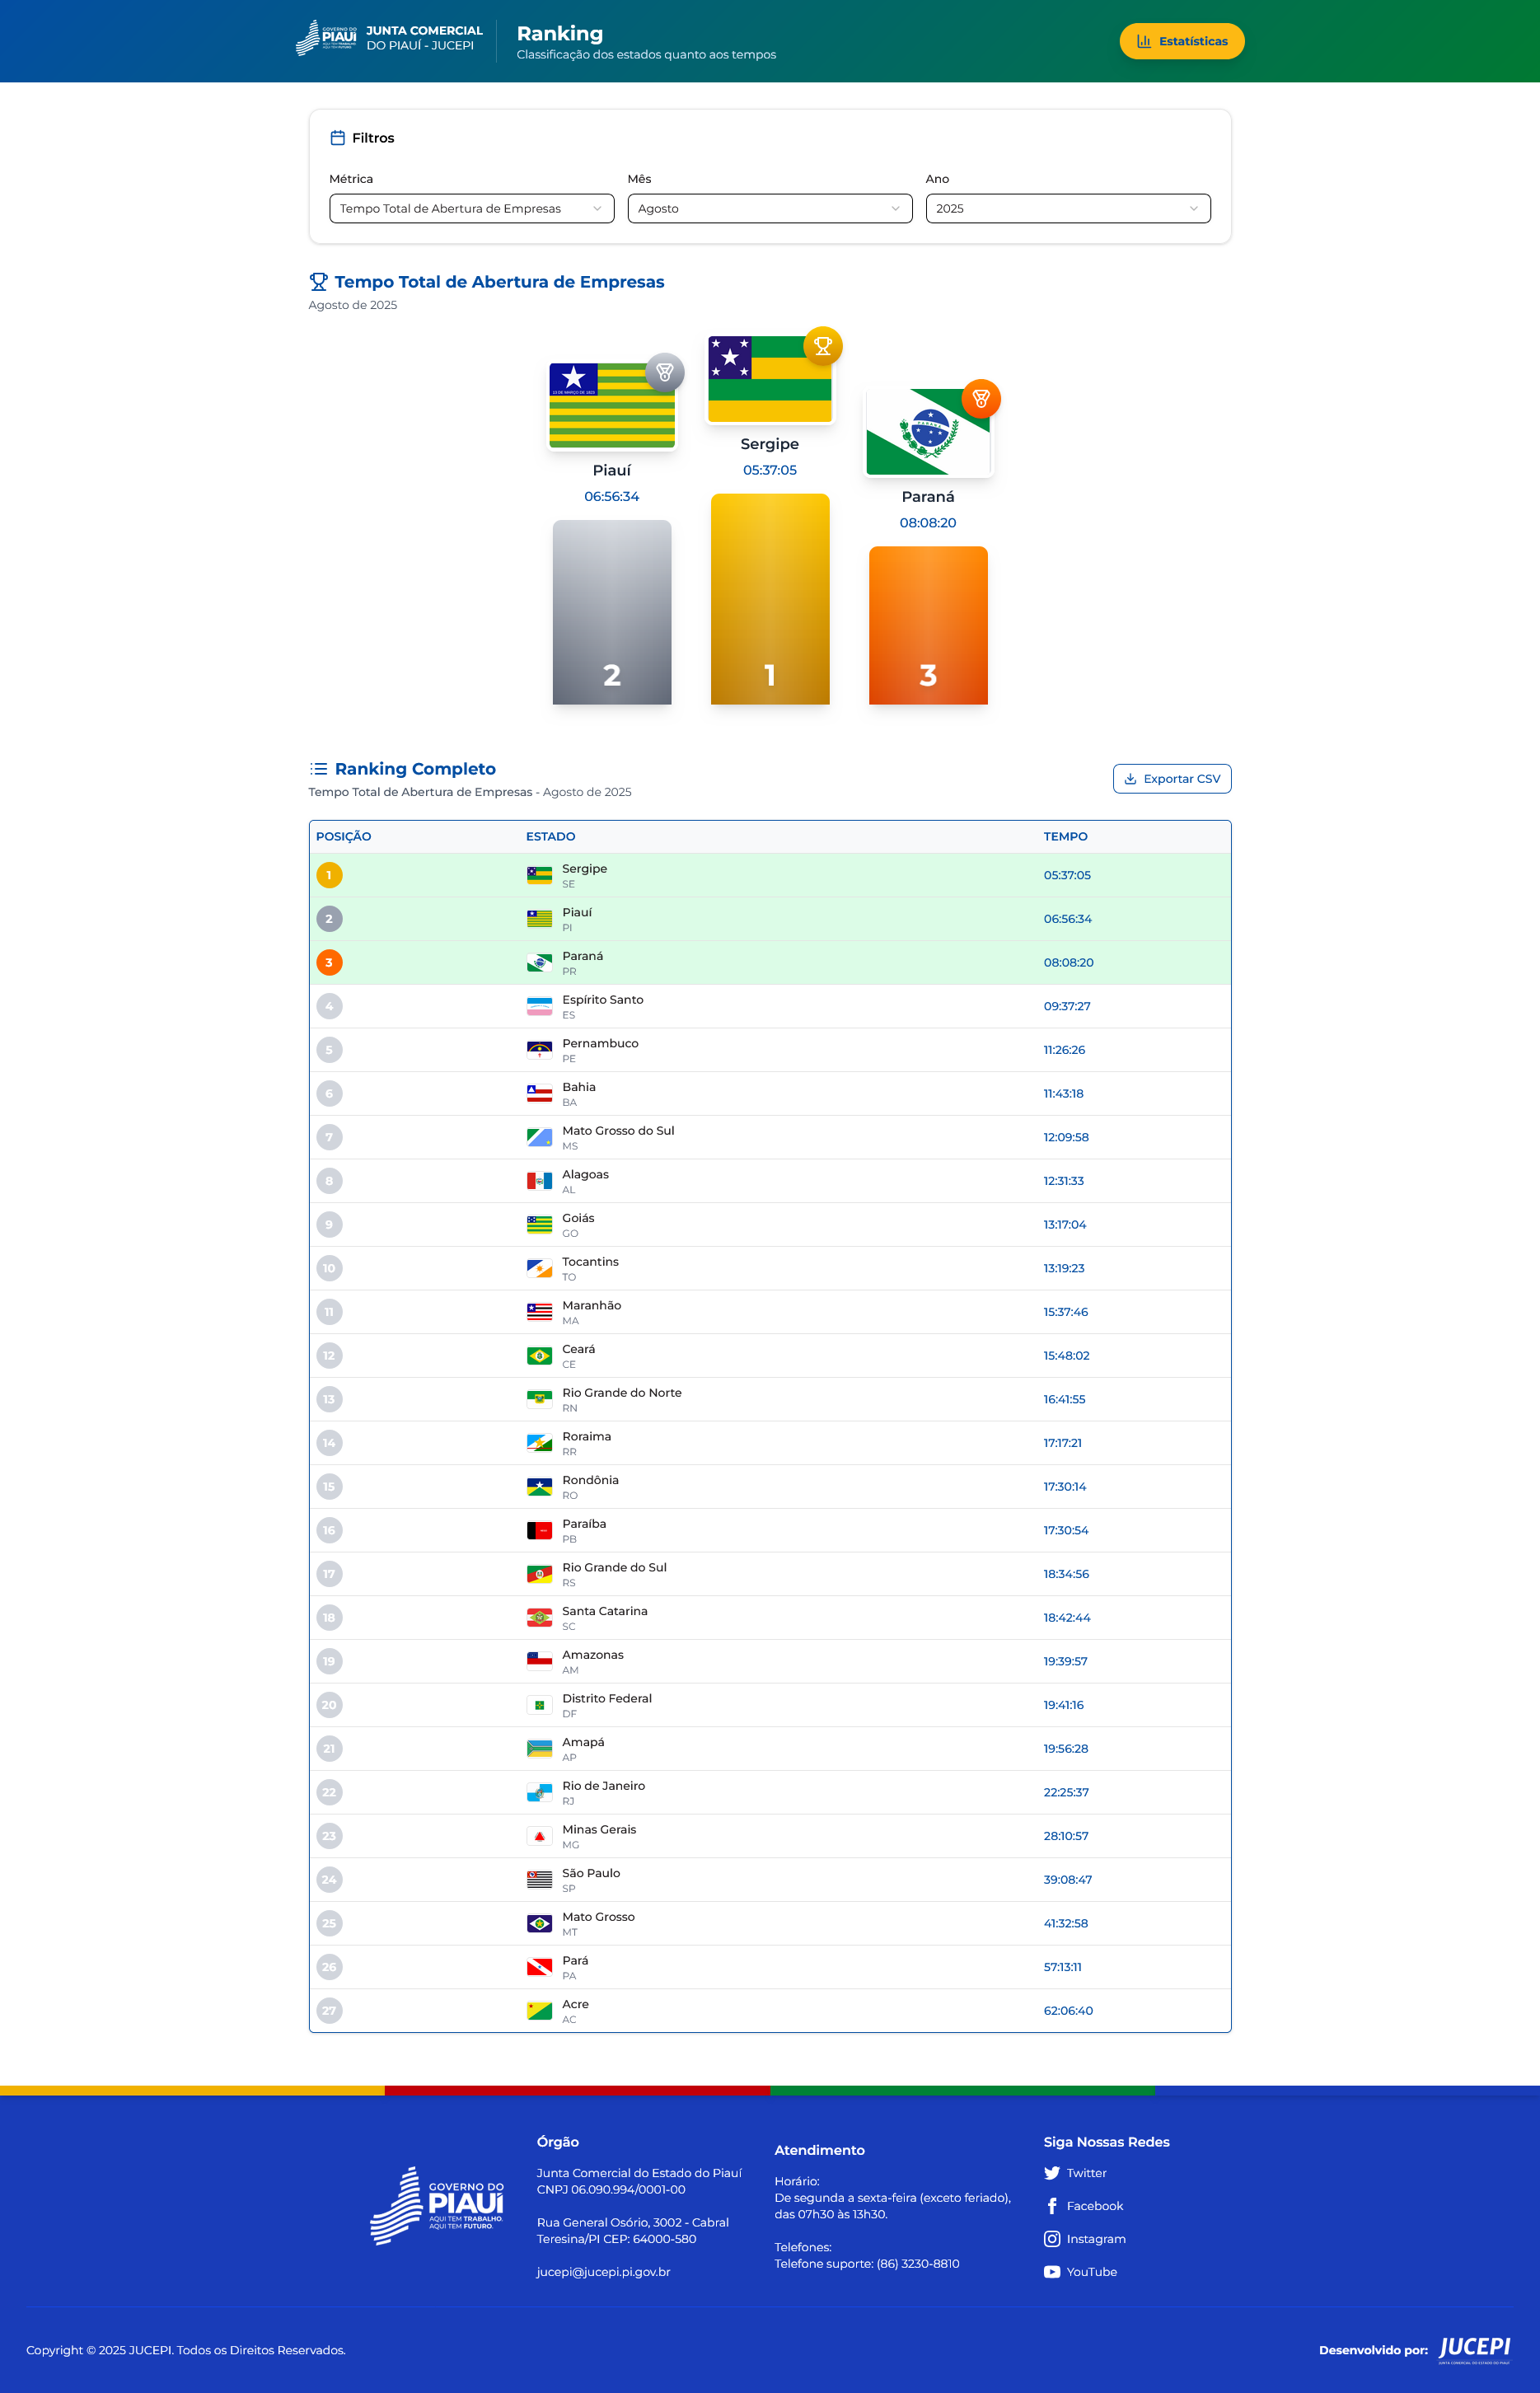 GOVERNO DO
PIAUÍ
AQUI TEM TRABALHO.
AQUI TEM FUTURO.
JUNTA COMERCIAL
DO PIAUÍ - JUCEPI
Ranking
Classificação dos estados quanto aos tempos
Estatísticas
Filtros
Métrica
Tempo Total de Abertura de Empresas
Mês
Agosto
Ano
2025
Tempo Total de Abertura de Empresas
Agosto de 2025
Piauí
06:56:34
2
Sergipe
05:37:05
1
Paraná
08:08:20
3
Ranking Completo
Tempo Total de Abertura de Empresas - Agosto de 2025
Exportar CSV
POSIÇÃO ESTADO TEMPO
1 Sergipe 05:37:05
SE
2 Piauí 06:56:34
PI
3 Paraná 08:08:20
PR
4 Espírito Santo 09:37:27
ES
5 Pernambuco 11:26:26
PE
6 Bahia 11:43:18
BA
7 Mato Grosso do Sul 12:09:58
MS
8 Alagoas 12:31:33
AL
9 Goiás 13:17:04
GO
10 Tocantins 13:19:23
TO
11 Maranhão 15:37:46
MA
12 Ceará 15:48:02
CE
13 Rio Grande do Norte 16:41:55
RN
14 Roraima 17:17:21
RR
15 Rondônia 17:30:14
RO
16 Paraíba 17:30:54
PB
17 Rio Grande do Sul 18:34:56
RS
18 Santa Catarina 18:42:44
SC
19 Amazonas 19:39:57
AM
20 Distrito Federal 19:41:16
DF
21 Amapá 19:56:28
AP
22 Rio de Janeiro 22:25:37
RJ
23 Minas Gerais 28:10:57
MG
24 São Paulo 39:08:47
SP
25 Mato Grosso 41:32:58
MT
26 Pará 57:13:11
PA
27 Acre 62:06:40
AC
GOVERNO DO
PIAUÍ
AQUI TEM TRABALHO.
AQUI TEM FUTURO.
Órgão
Junta Comercial do Estado do Piauí
CNPJ 06.090.994/0001-00
Rua General Osório, 3002 - Cabral
Teresina/PI CEP: 64000-580
jucepi@jucepi.pi.gov.br
Atendimento
Horário:
De segunda a sexta-feira (exceto feriado),
das 07h30 às 13h30.
Telefones:
Telefone suporte: (86) 3230-8810
Siga Nossas Redes
Twitter
Facebook
Instagram
YouTube
Copyright © 2025 JUCEPI. Todos os Direitos Reservados.
Desenvolvido por:
JUCEPI
JUNTA COMERCIAL DO ESTADO DO PIAUÍ